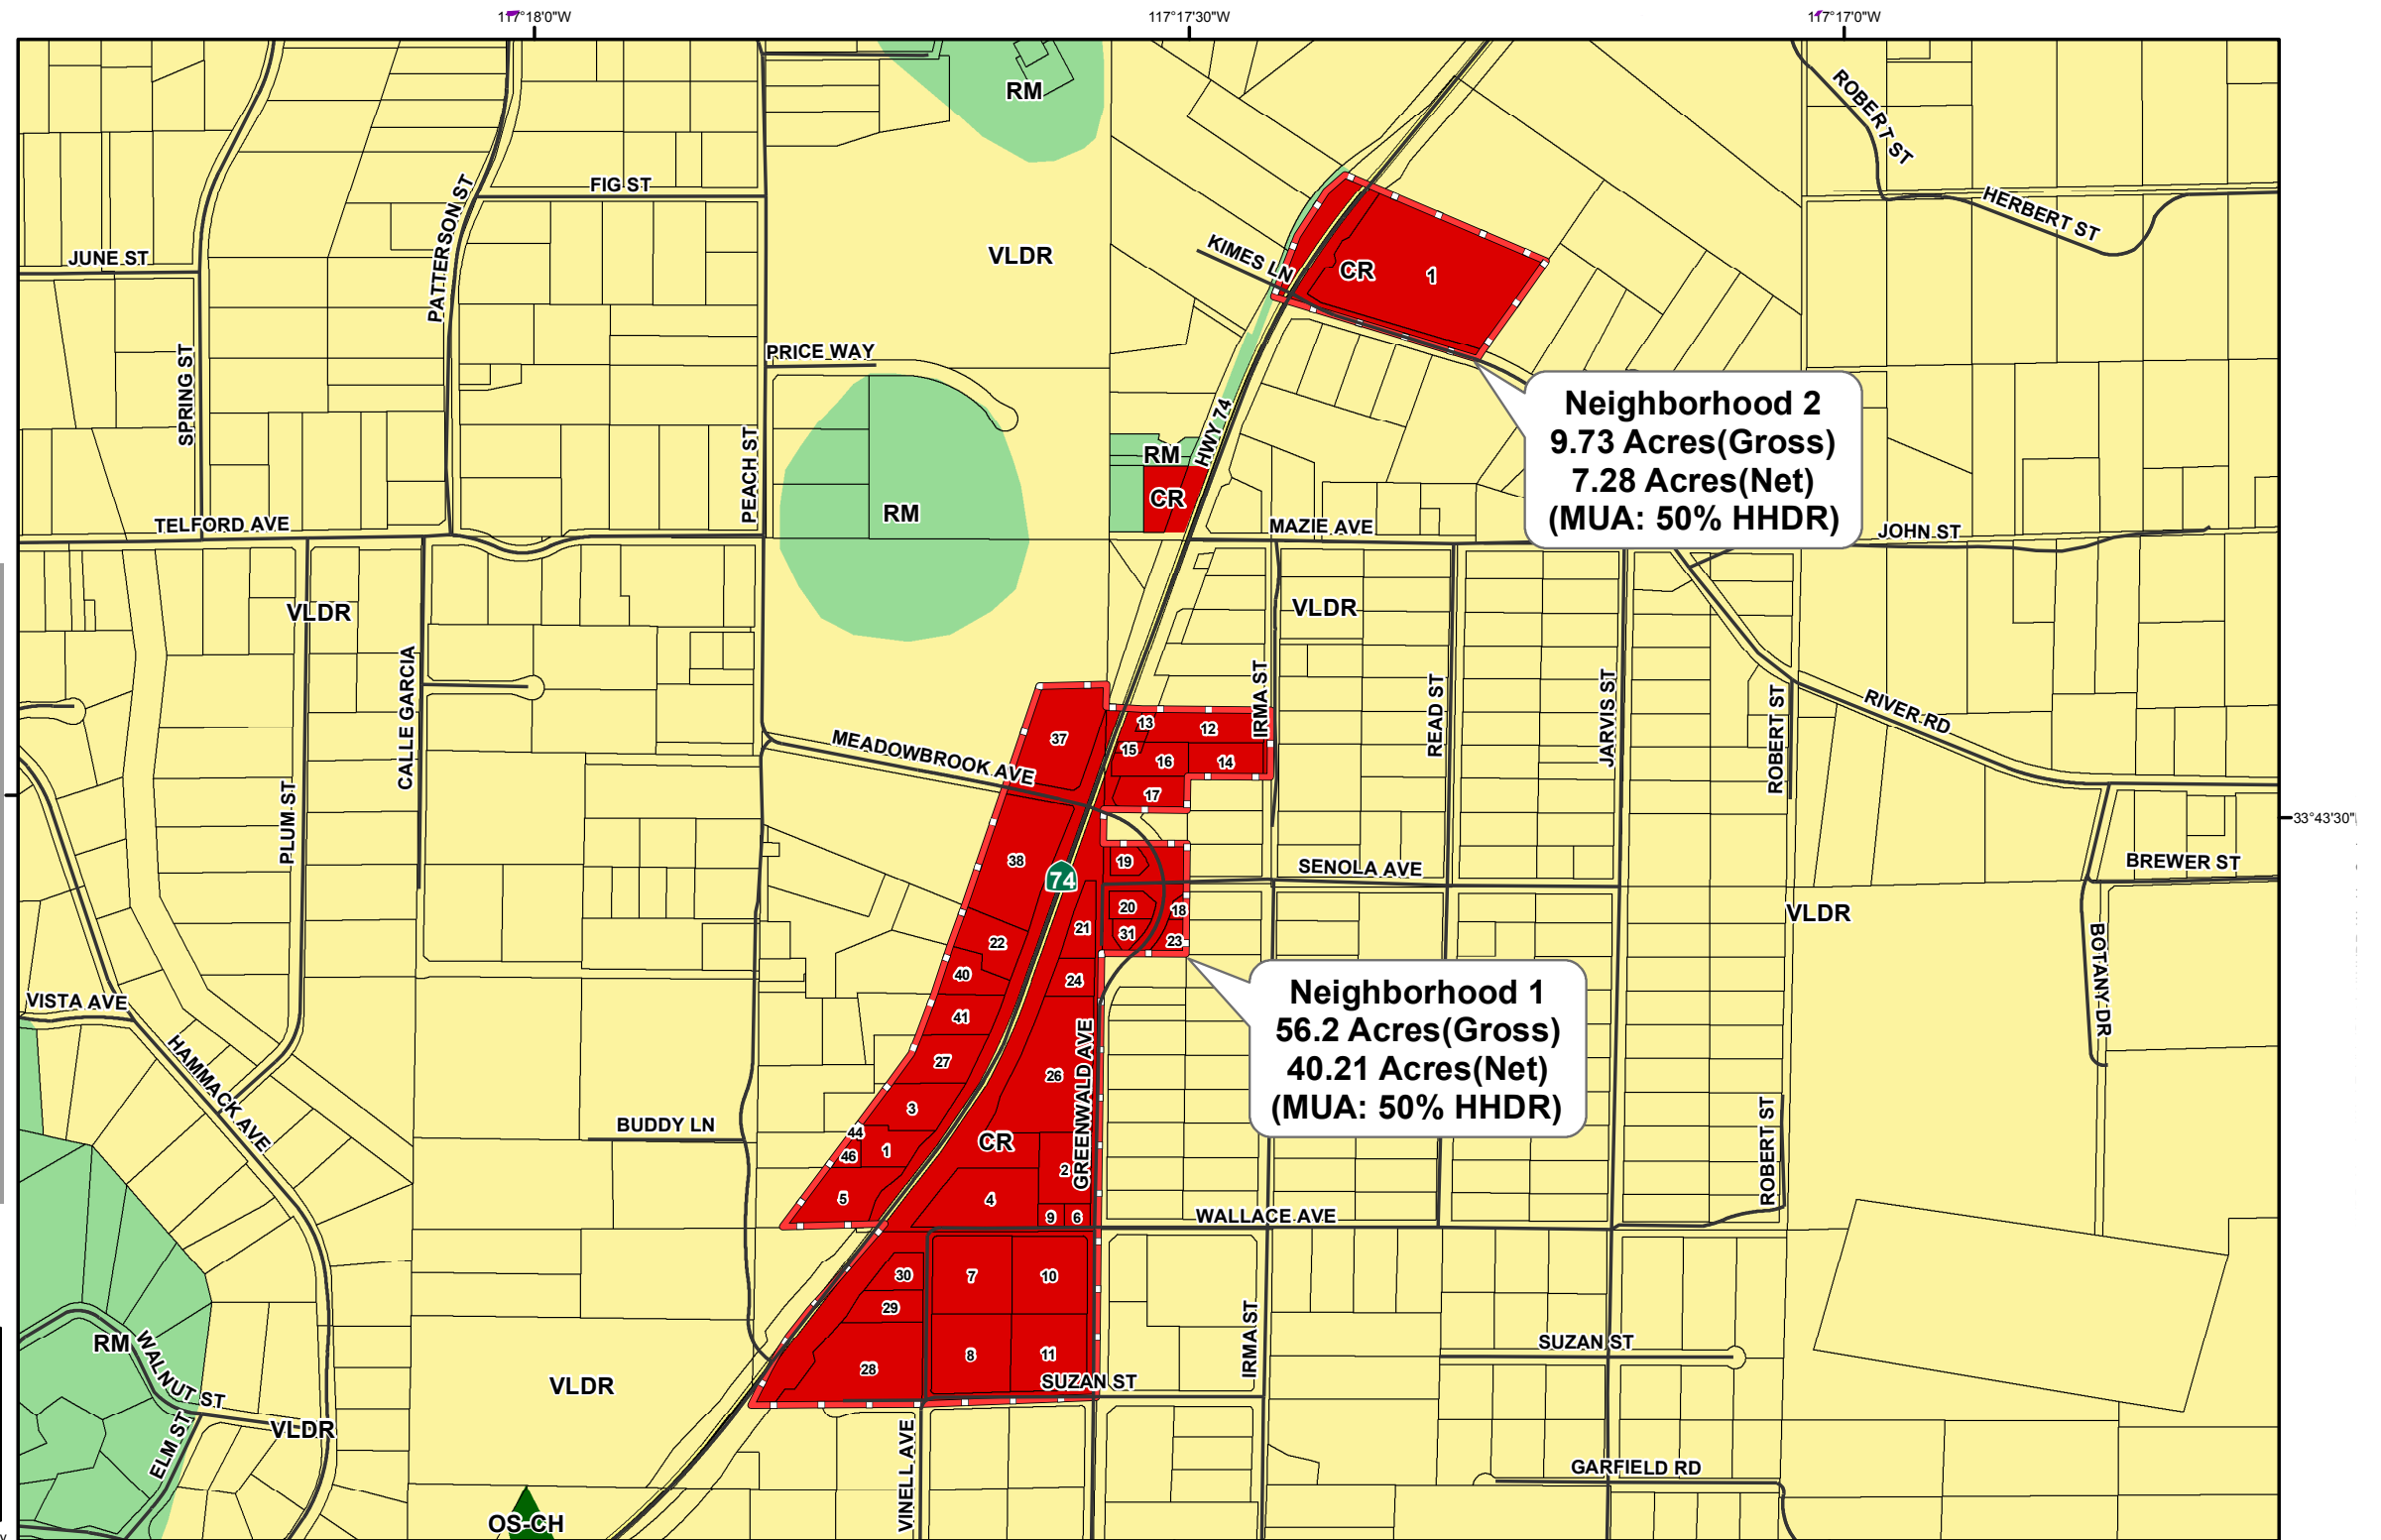 117°18'0"W
117°17'30"W
117°17'0"W
RM
ROBERT ST
FIG ST
PATTERSON ST
HERBERT ST
JUNE ST
VLDR
KIMES LN
CR
1
SPRING ST
PRICE WAY
PEACH ST
HWY 74
RM
CR
RM
Neighborhood 2
9.73 Acres(Gross)
7.28 Acres(Net)
(MUA: 50% HHDR)
TELFORD AVE
MAZIE AVE
JOHN ST
VLDR
VLDR
CALLE GARCIA
IRMA ST
READ ST
JARVIS ST
ROBERT ST
RIVER RD
MEADOWBROOK AVE
37
13
12
15
16
14
17
PLUM ST
33°43'30"
38
74
19
SENOLA AVE
BREWER ST
20
18
21
31
23
22
VLDR
BOTANY DR
40
24
41
VISTA AVE
HAMMACK AVE
27
26
GREENWALD AVE
Neighborhood 1
56.2 Acres(Gross)
40.21 Acres(Net)
(MUA: 50% HHDR)
3
BUDDY LN
44
46
1
CR
2
ROBERT ST
5
4
9
6
WALLACE AVE
30
7
10
29
28
8
11
RM
WALNUT ST
IRMA ST
SUZAN ST
SUZAN ST
VLDR
VLDR
ELM ST
VINELL AVE
GARFIELD RD
OS-CH